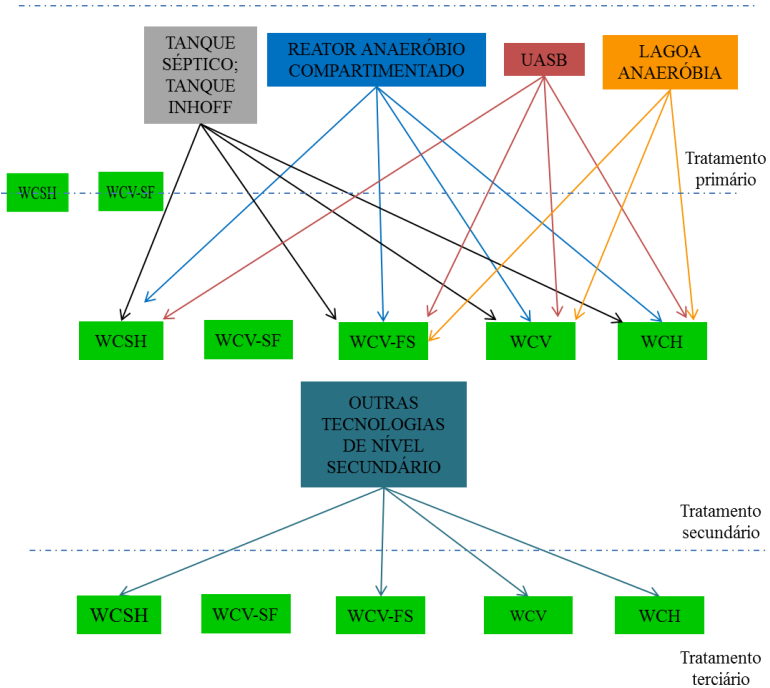 TANQUE
SÉPTICO;
TANQUE
INHOFF
REATOR ANAERÓBIO
COMPARTIMENTADO
UASB
LAGOA
ANAERÓBIA
Tratamento
primário
WCSH
WCV-SF
WCSH
WCV-SF
WCV-FS
WCV
WCH
OUTRAS
TECNOLOGIAS
DE NÍVEL
SECUNDÁRIO
Tratamento
secundário
WCSH
WCV-SF
WCV-FS
WCV
WCH
Tratamento
terciário